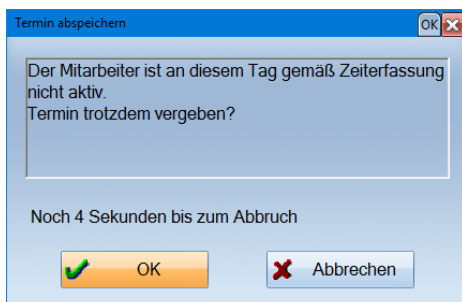 Termin abspeichern
OK
Der Mitarbeiter ist an diesem Tag gemäß Zeiterfassung
nicht aktiv.
Termin trotzdem vergeben?
Noch 4 Sekunden bis zum Abbruch
OK
Abbrechen